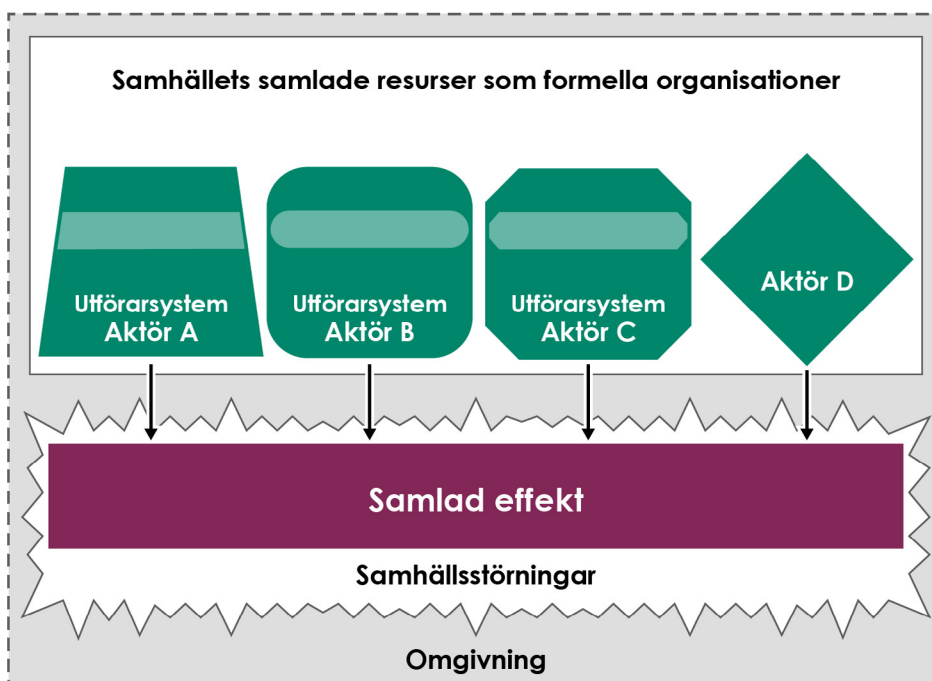 Samhällets samlade resurser som formella organisationer
Utförarsystem
Aktör A
Utförarsystem
Aktör B
Utförarsystem
Aktör C
Aktör D
Samlad effekt
Samhällsstörningar
Omgivning